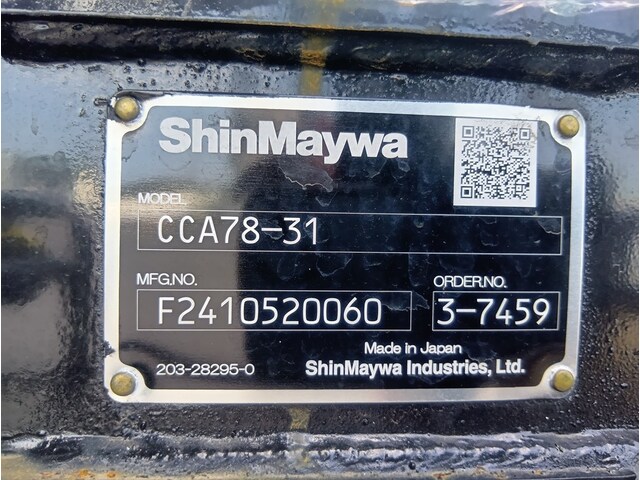 ShinMaywa
MODEL
CCA78-31
MFG.NO. ORDER.NO.
F2410520060 3-7459
Made in Japan
203-28295-0 ShinMaywa Industries, Ltd.